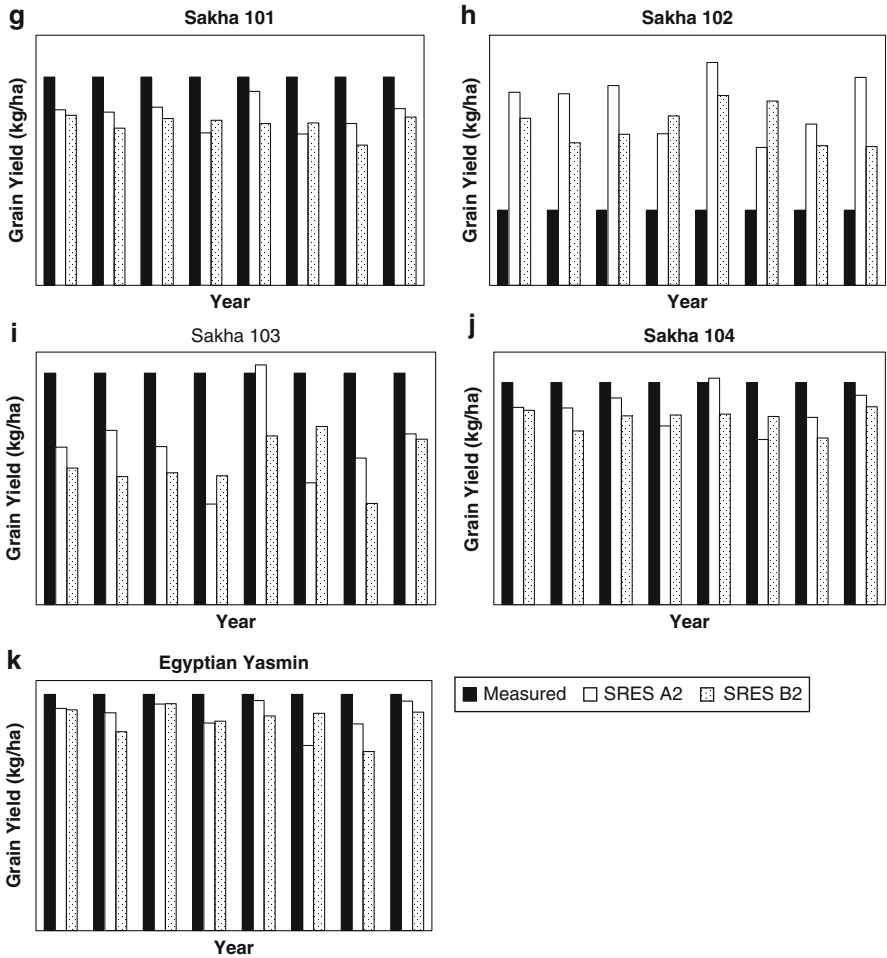 g
Sakha 101
Grain Yield (kg/ha)
Year
h
Sakha 102
Grain Yield (kg/ha)
Year
i
Sakha 103
Grain Yield (kg/ha)
Year
j
Sakha 104
Grain Yield (kg/ha)
Year
k
Egyptian Yasmin
Grain Yield (kg/ha)
Year
Measured
SRES A2
SRES B2